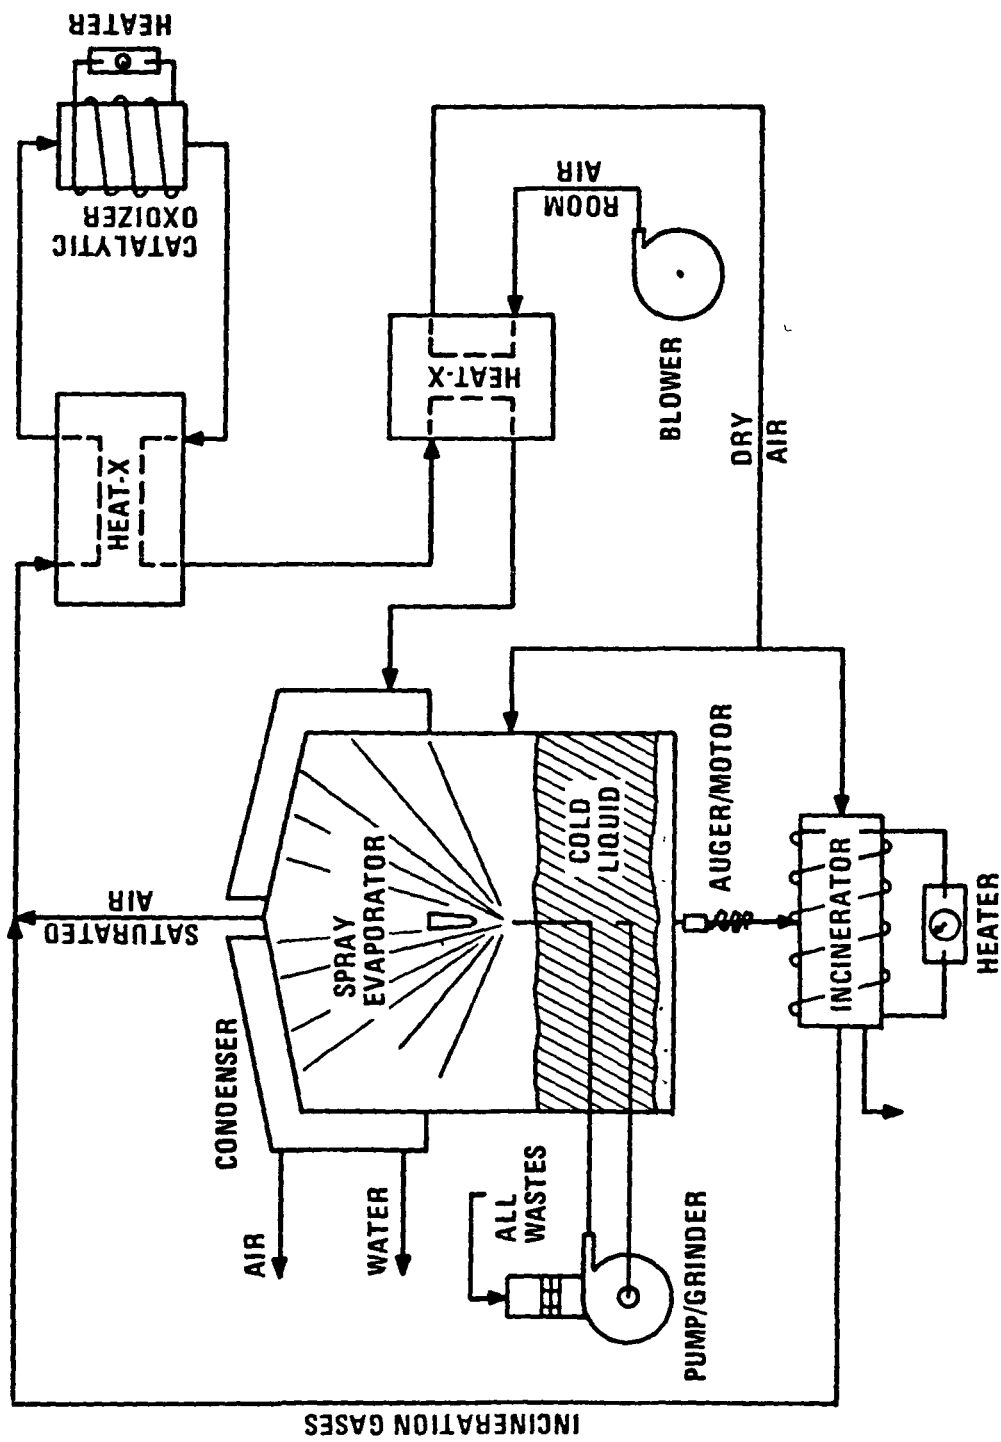 HEATER
CATALYTIC
OXDIZER
HEAT-X
ROOM
AIR
HEAT-X
BLOWER
DRY
AIR
SATURATED
AIR
CONDENSER
SPRAY
EVAPORATOR
COLD
LIQUID
AUGER/MOTOR
INCINERATOR
HEATER
AIR
WATER
ALL
WASTES
PUMP/GRINDER
INCINERATION GASES